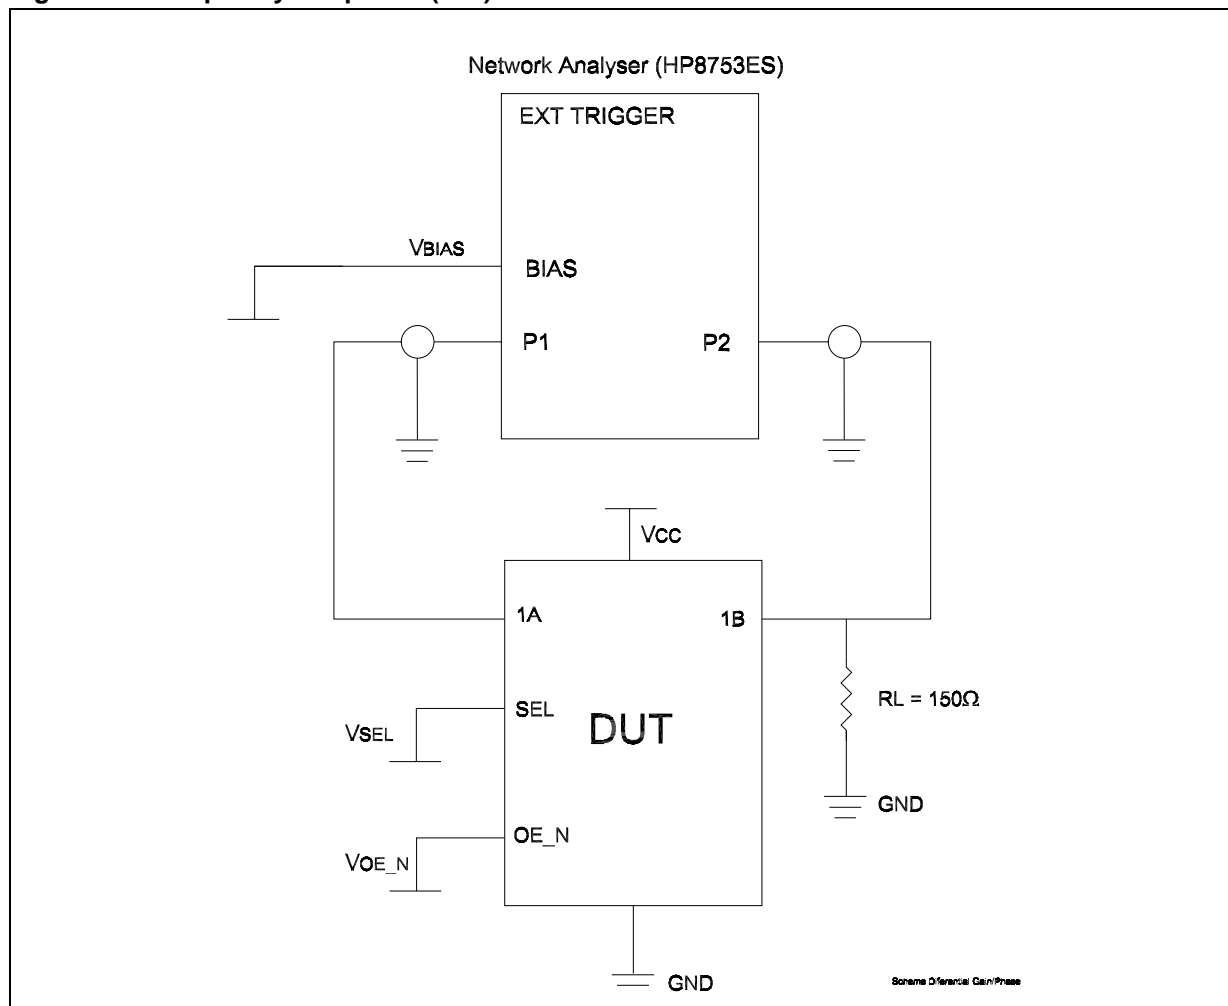 Network Analyser (HP8753ES)
EXT TRIGGER
VBIAS
BIAS
P1
P2
VCC
1A
1B
SEL
VSEL
DUT
RL = 150Ω
GND
OE_N
VOE_N
GND
Scheme Diferential Gain/Phase